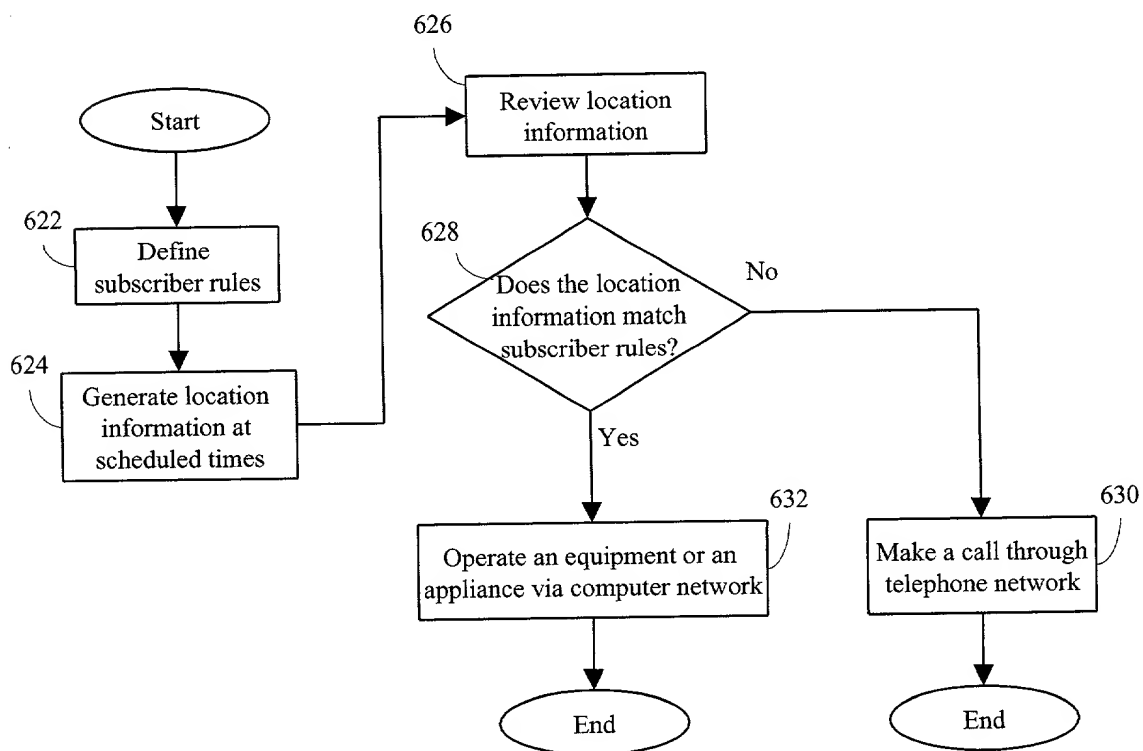 Start
622
Define
subscriber rules
624
Generate location
information at
scheduled times
626
Review location
information
628
Does the location
information match
subscriber rules?
No
Yes
632
Operate an equipment or an
appliance via computer network
630
Make a call through
telephone network
End
End